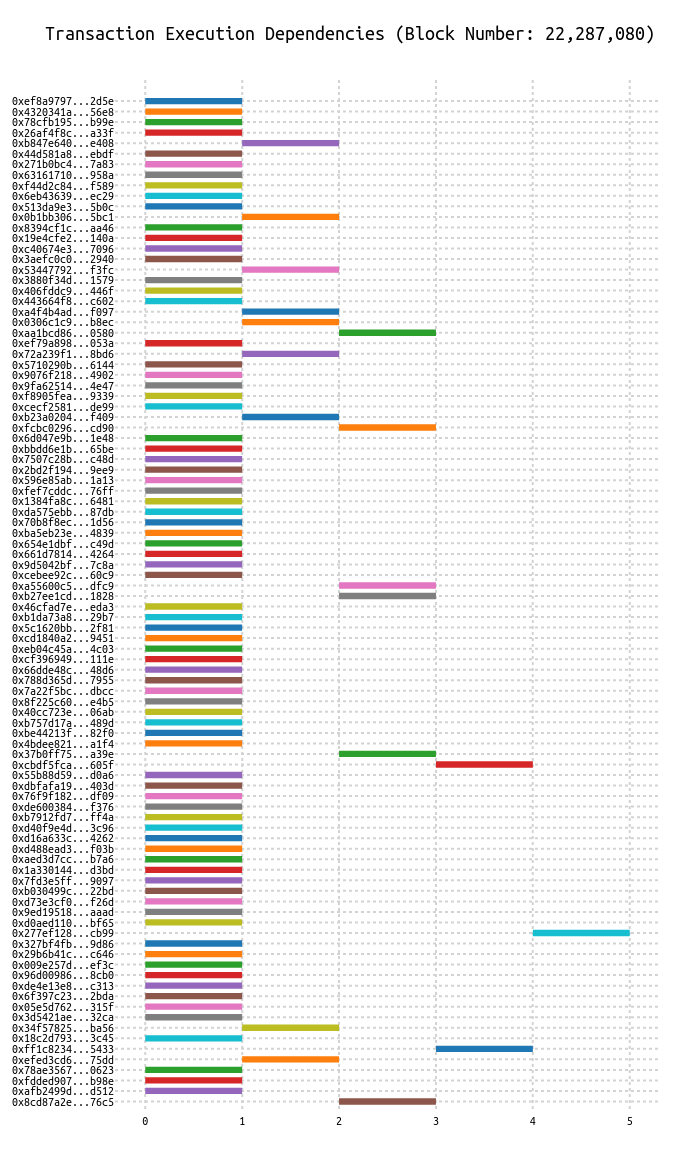 Transaction Execution Dependencies (Block Number: 22,287,080)
0xef8a9797...2d5e
0x4320341a...56e8
0x78cfb195...b99e
0x26af4f8c...a33f
0xb847e640...e408
0x44d581a8...ebdf
0x271b0bc4...7a83
0x63161710...958a
0xf44d2c84...f589
0x6eb43639...ec29
0x513da9e3...5b0c
0x0b1bb306...5bc1
0x8394cf1c...aa46
0x19e4cfe2...140a
0xc40674e3...7096
0x3aefc0c0...2940
0x53447792...f3fc
0x3880f34d...1579
0x406fddc9...446f
0x443664f8...c602
0xa4f4b4ad...f097
0x0306c1c9...b8ec
0xaa1bcd86...0580
0xef79a898...053a
0x72a239f1...8bd6
0x5710290b...6144
0x9076f218...4902
0x9fa62514...4e47
0xf8905fea...9339
0xcecf2581...de99
0xb23a0204...f409
0xfcbc0296...cd90
0x6d047e9b...1e48
0xbbdd6e1b...65be
0x7507c28b...c48d
0x2bd2f194...9ee9
0x596e85ab...1a13
0xfef7cddc...76ff
0x1384fa8c...6481
0xda575ebb...87db
0x70b8f8ec...1d56
0xba5eb23e...4839
0x654e1dbf...c49d
0x661d7814...4264
0x9d5042bf...7c8a
0xcebee92c...60c9
0xa55600c5...dfc9
0xb27ee1cd...1828
0x46cfad7e...eda3
0xb1da73a8...29b7
0x5c1620bb...2f81
0xcd1840a2...9451
0xeb04c45a...4c03
0xcf396949...111e
0x66dde48c...48d6
0x788d365d...7955
0x7a22f5bc...dbcc
0x8f225c60...e4b5
0x40cc723e...06ab
0xb757d17a...489d
0xbe44213f...82f0
0x4bdee821...a1f4
0x37b0ff75...a39e
0xcbdf5fca...605f
0x55b88d59...d0a6
0xdbfafa19...403d
0x76f9f182...df09
0xde600384...f376
0xb7912fd7...ff4a
0xd40f9e4d...3c96
0xd16a633c...4262
0xd488ead3...f03b
0xaed3d7cc...b7a6
0x1a330144...d3bd
0x7fd3e5ff...9097
0xb030499c...22bd
0xd73e3cf0...f26d
0x9ed19518...aaad
0xd0aed110...bf65
0x277ef128...cb99
0x327bf4fb...9d86
0x29b6b41c...c646
0x009e257d...ef3c
0x96d00986...8cb0
0xde4e13e8...c313
0x6f397c23...2bda
0x05e5d762...315f
0x3d5421ae...32ca
0x34f57825...ba56
0x18c2d793...3c45
0xff1c8234...5433
0xefed3cd6...75dd
0x78ae3567...0623
0xfdded907...b98e
0xafb2499d...d512
0x8cd87a2e...76c5
0 1 2 3 4 5